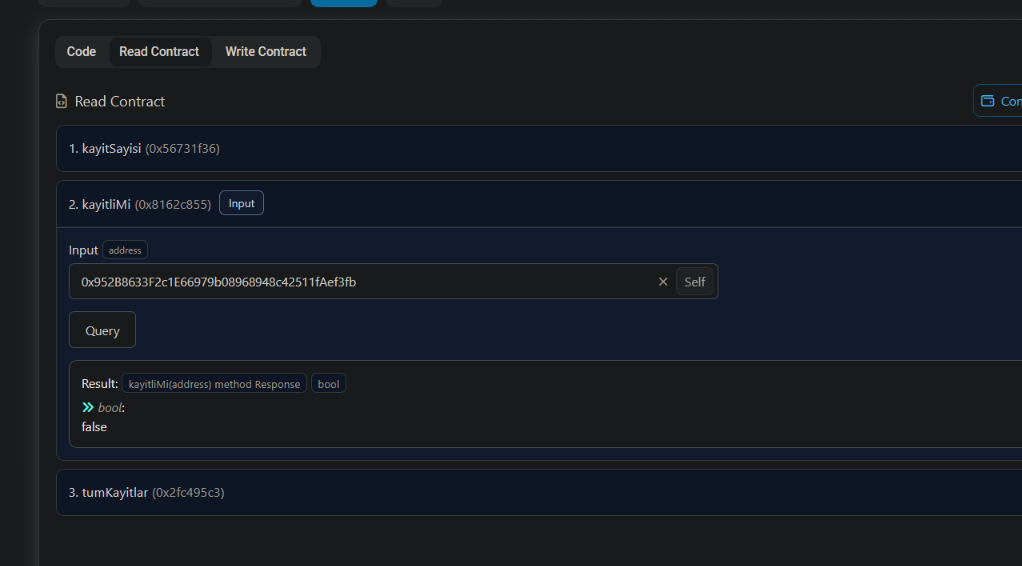 Code Read Contract Write Contract
Read Contract
1. kayitSayisi (0x56731f36)
2. kayitliMi (0x8162c855) Input
Input address
0x952B8633F2c1E66979b08968948c42511fAef3fb Self
Query
Result: kayitliMi(address) method Response bool
bool:
false
3. tumKayitlar (0x2fc495c3)